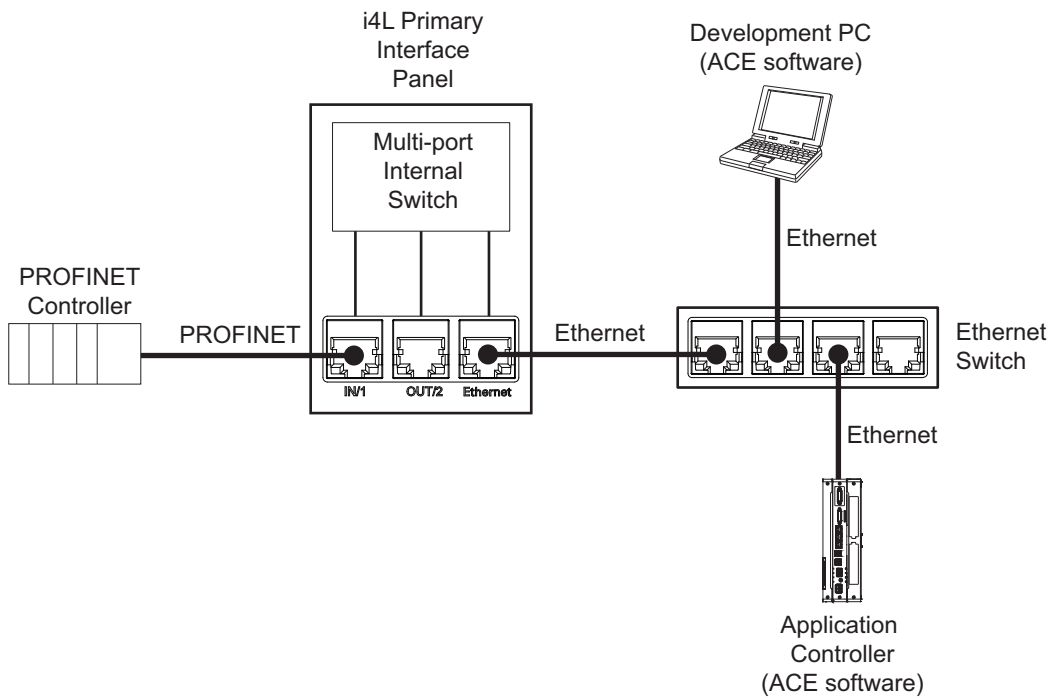 i4L Primary
Interface
Panel
Development PC
(ACE software)
Multi-port
Internal
Switch
Ethernet
PROFINET
Controller
PROFINET
Ethernet
Ethernet
Switch
IN/1
OUT/2
Ethernet
Ethernet
Application
Controller
(ACE software)